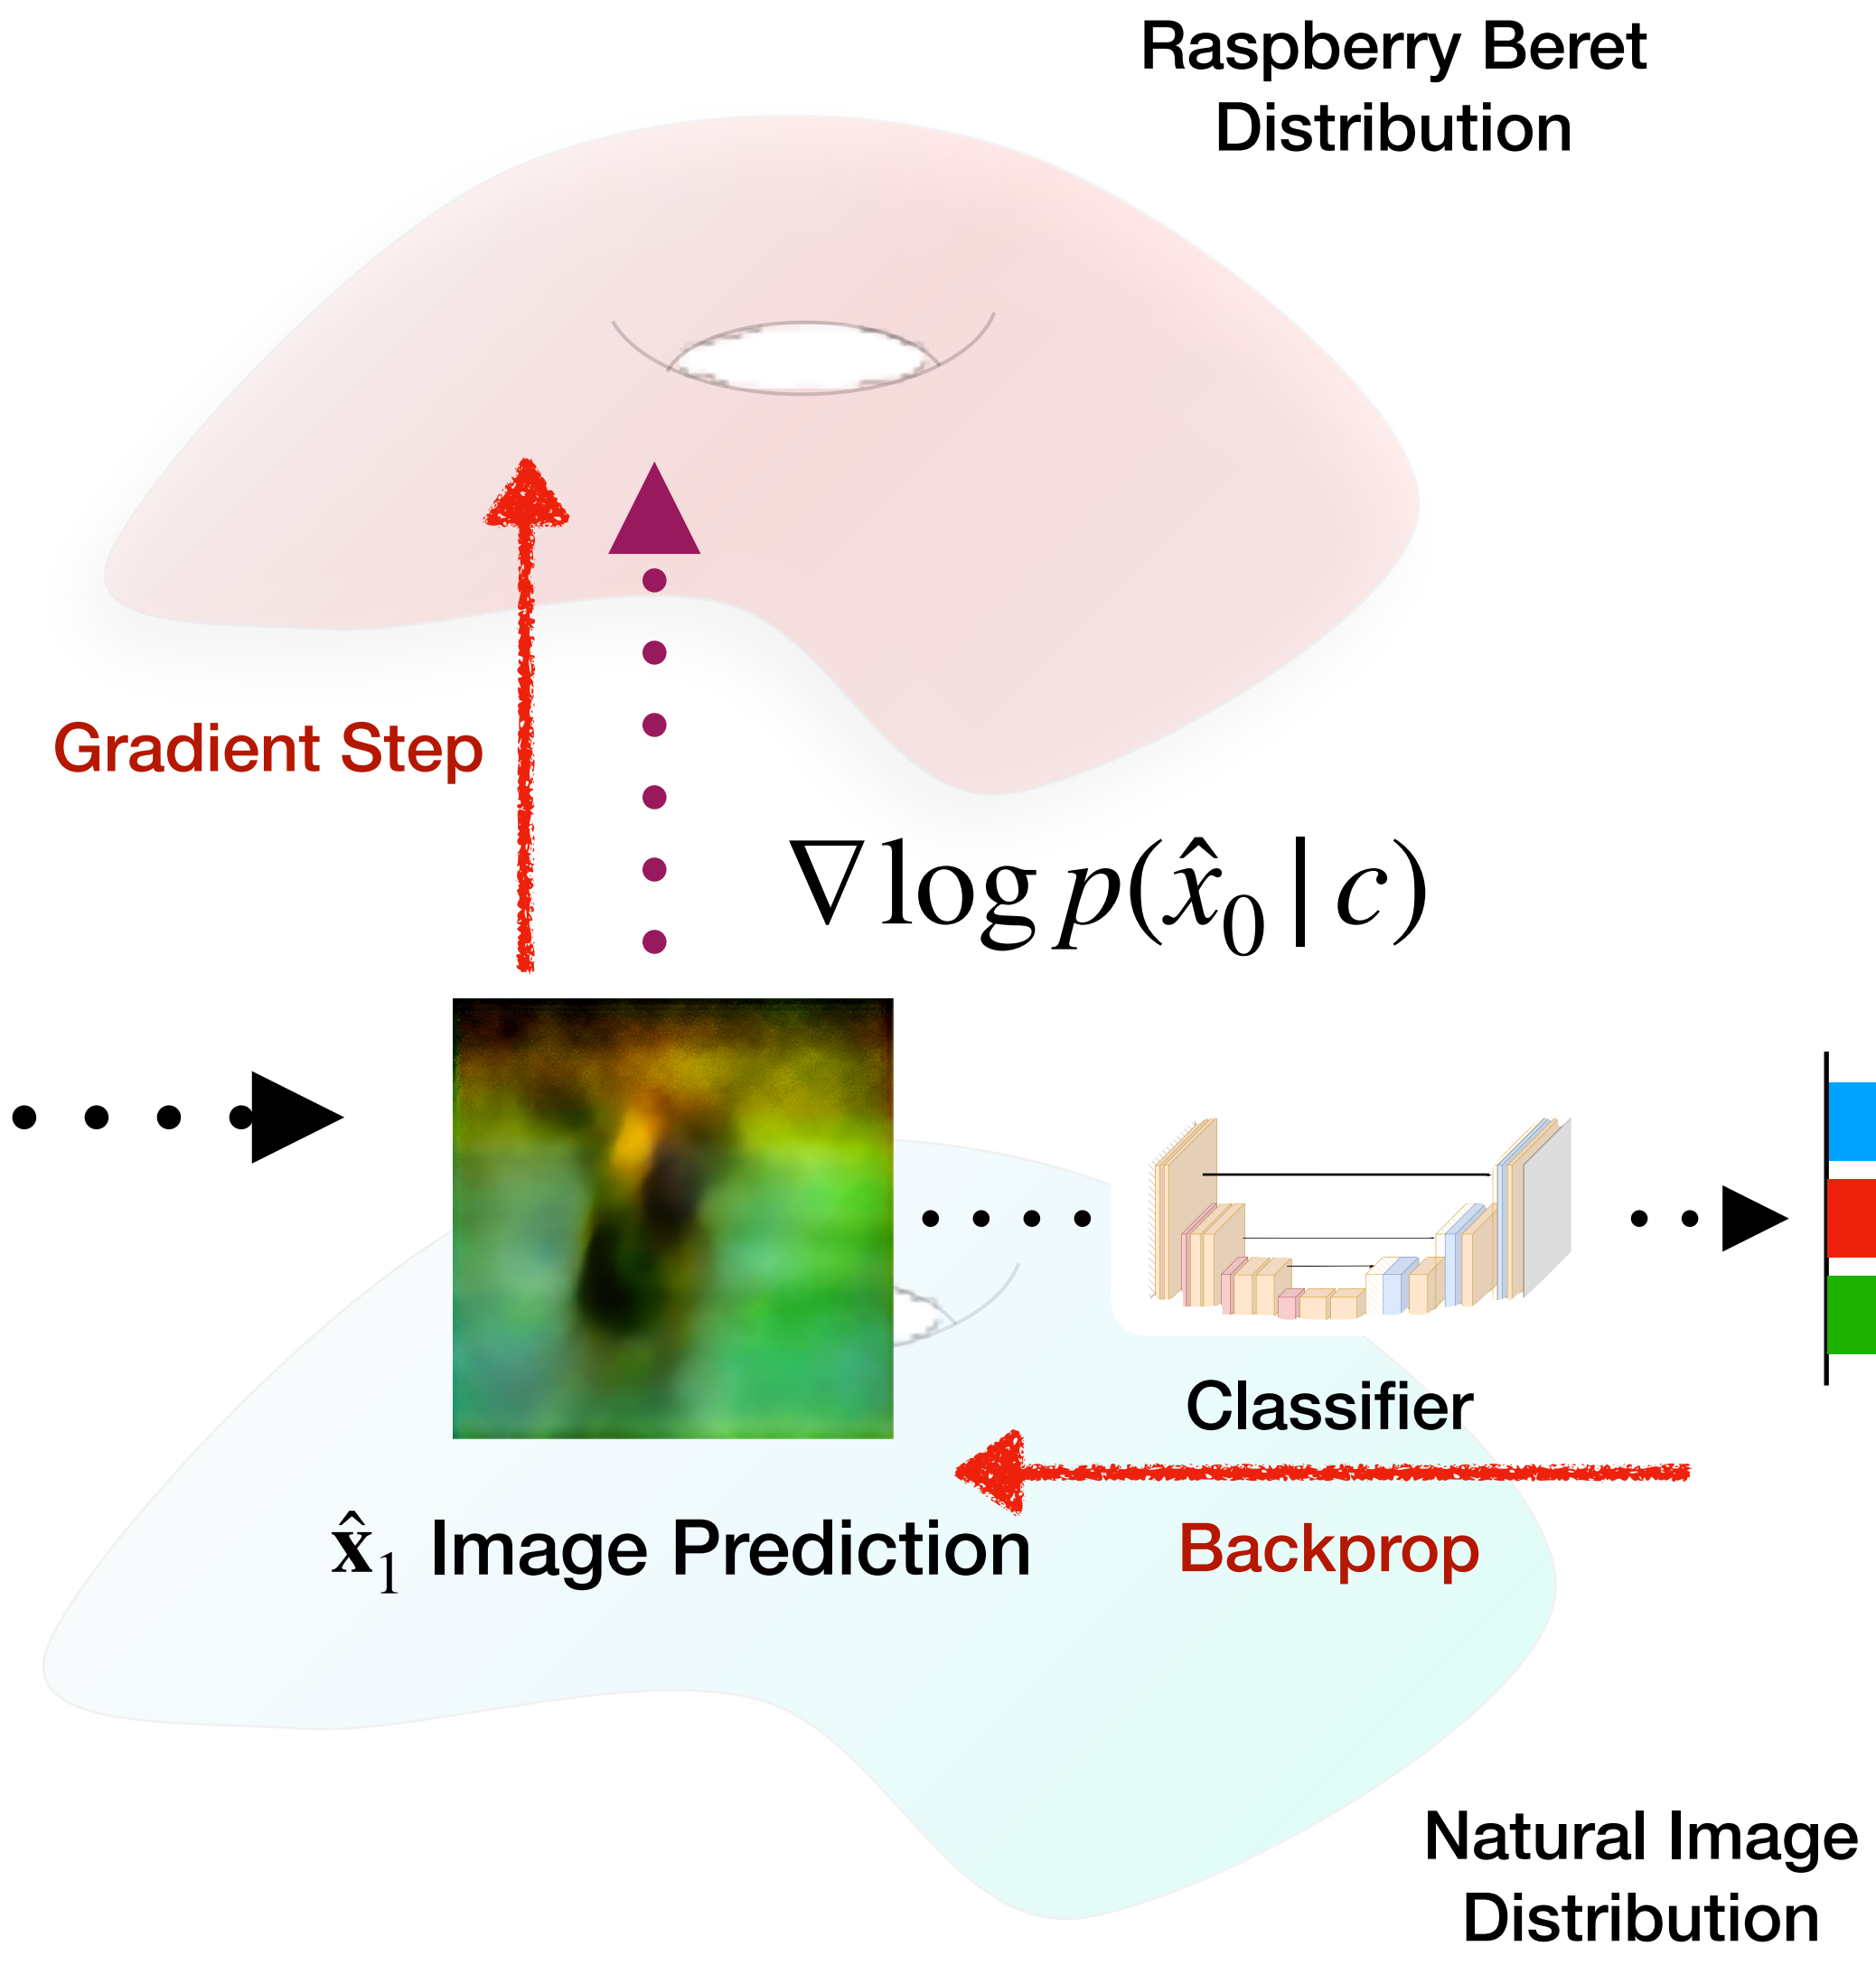 Raspberry Beret
Distribution
Gradient Step
∇ log p(x̂₀ | c)
Classifier
x̂₁ Image Prediction
Backprop
Natural Image
Distribution